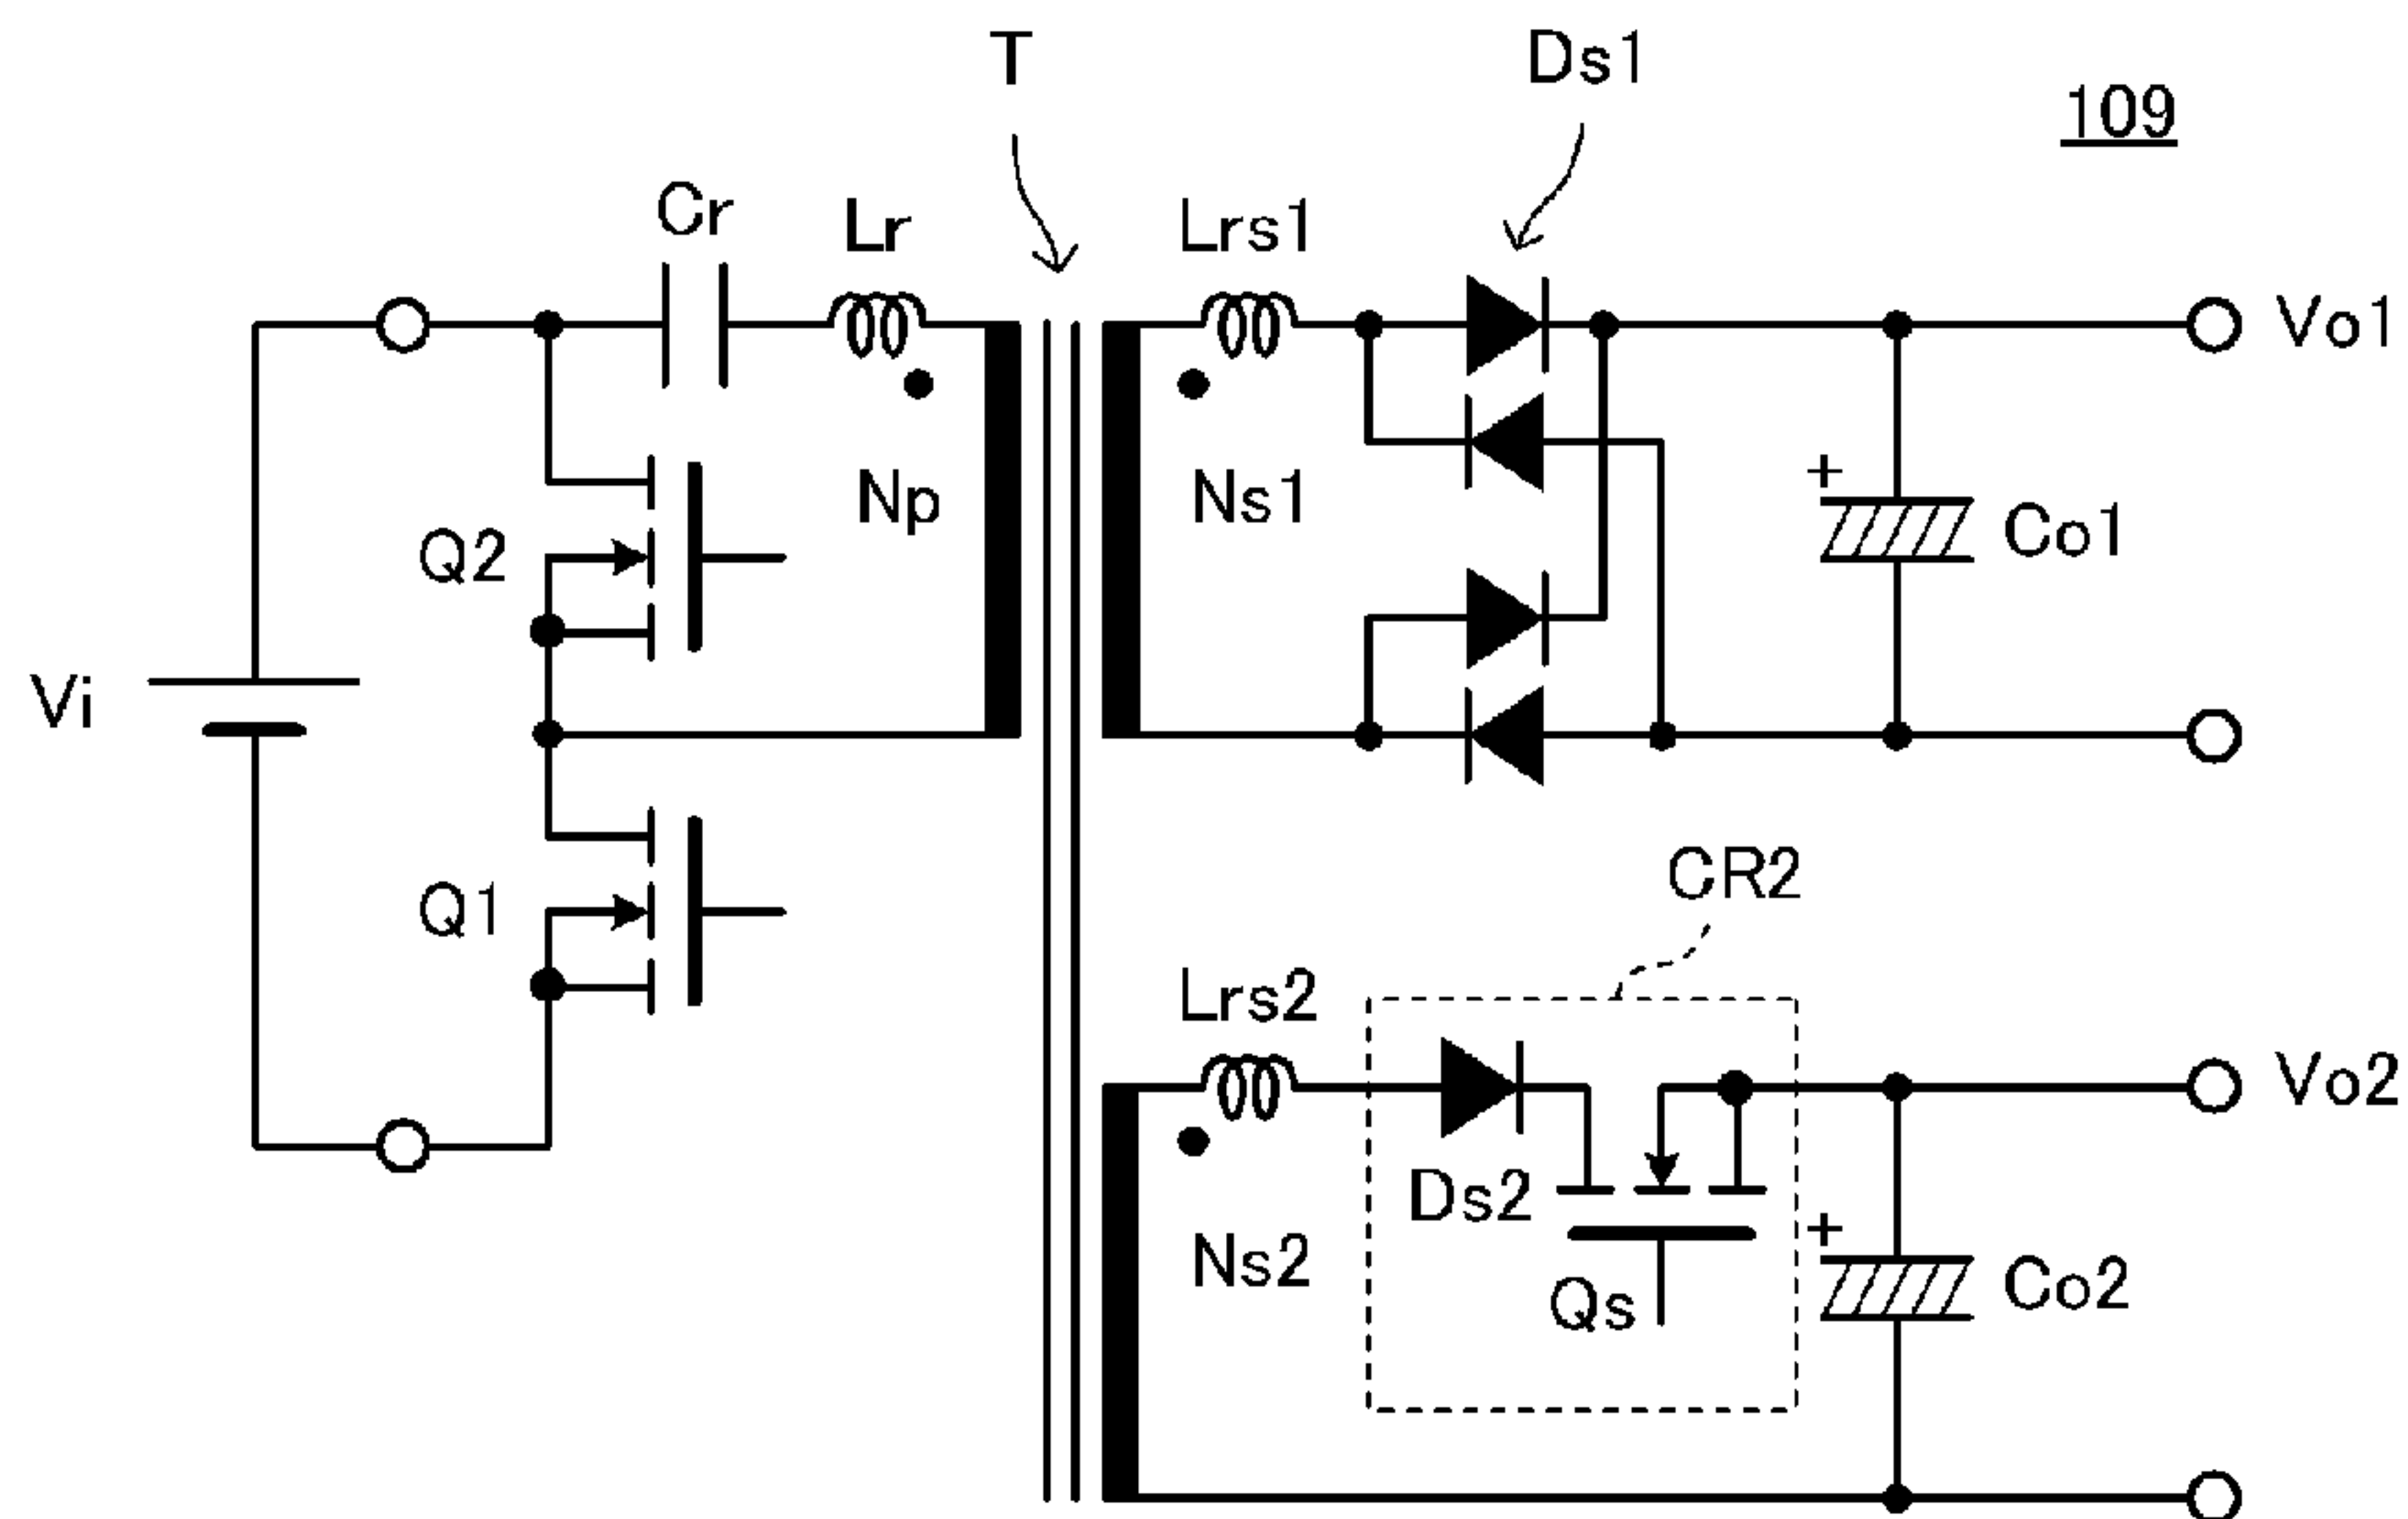 T
Ds1
109
Cr
Lr
Lrs1
Vo1
Np
Ns1
+
Co1
Q2
Vi
Q1
CR2
Lrs2
Vo2
Ds2
+
Ns2
Qs
Co2